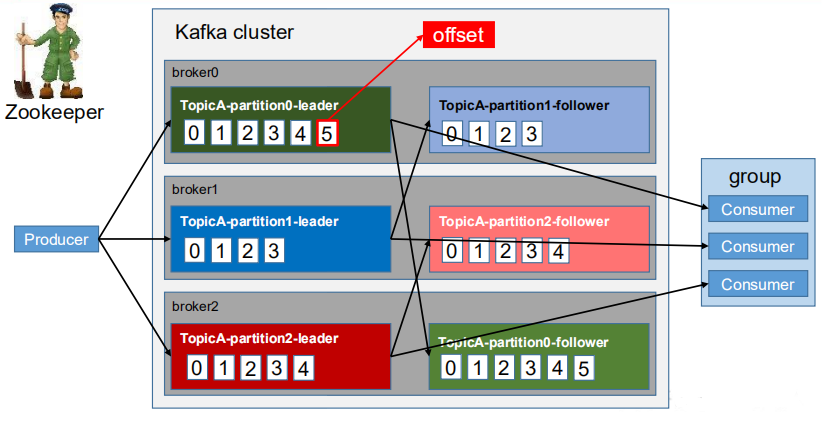 Zookeeper
Kafka cluster
offset
broker0
TopicA-partition0-leader
0 1 2 3 4 5
TopicA-partition1-follower
0 1 2 3
broker1
TopicA-partition1-leader
0 1 2 3
TopicA-partition2-follower
0 1 2 3 4
broker2
TopicA-partition2-leader
0 1 2 3 4
TopicA-partition0-follower
0 1 2 3 4 5
Producer
group
Consumer
Consumer
Consumer